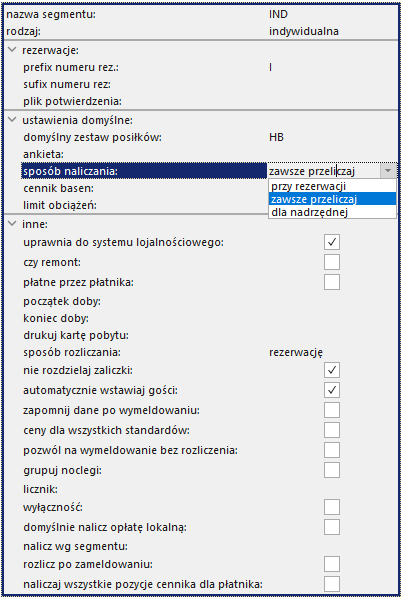 nazwa segmentu: IND
rodzaj: indywidualna
rezerwacje:
prefix numeru rez.: I
sufix numeru rez:
plik potwierdzenia:
ustawienia domyślne:
domyślny zestaw posiłków: HB
ankieta:
sposób naliczania: zawsze przeliczaj
przy rezerwacji
cennik basen:
zawsze przeliczaj
limit obciążeń:
dla nadrzędnej
inne:
uprawnia do systemu lojalnościowego:
czy remont:
płatne przez płatnika:
początek doby:
koniec doby:
drukuj kartę pobytu:
sposób rozliczania: rezerwację
nie rozdzielaj zaliczki:
automatycznie wstawiaj gości:
zapomnij dane po wymeldowaniu:
ceny dla wszystkich standardów:
pozwól na wymeldowanie bez rozliczenia:
grupuj noclegi:
licznik:
wyłączność:
domyślnie nalicz opłatę lokalną:
nalicz wg segmentu:
rozlicz po zameldowaniu:
naliczaj wszystkie pozycje cennika dla płatnika: